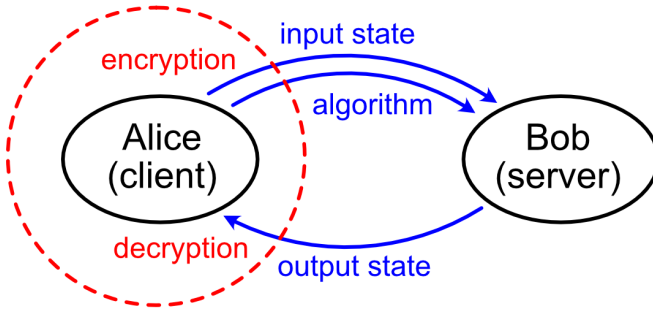 input state
encryption
algorithm
Alice
(client)
Bob
(server)
decryption
output state